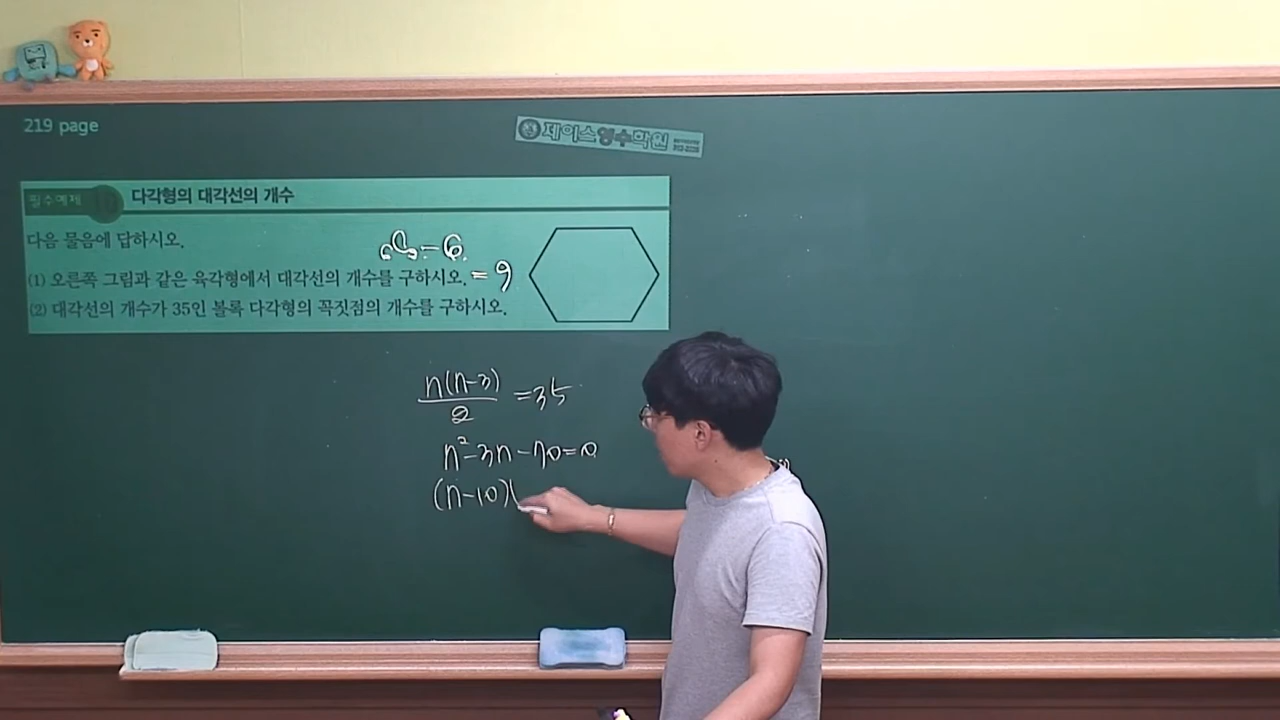 219 page
제이스영수학원
필수예제
다각형의 대각선의 개수
다음 물음에 답하시오.
₆C₂-6
(1) 오른쪽 그림과 같은 육각형에서 대각선의 개수를 구하시오. = 9
(2) 대각선의 개수가 35인 볼록 다각형의 꼭짓점의 개수를 구하시오.
n(n-3)/2 = 35
n²-3n-70=0
(n-10)(